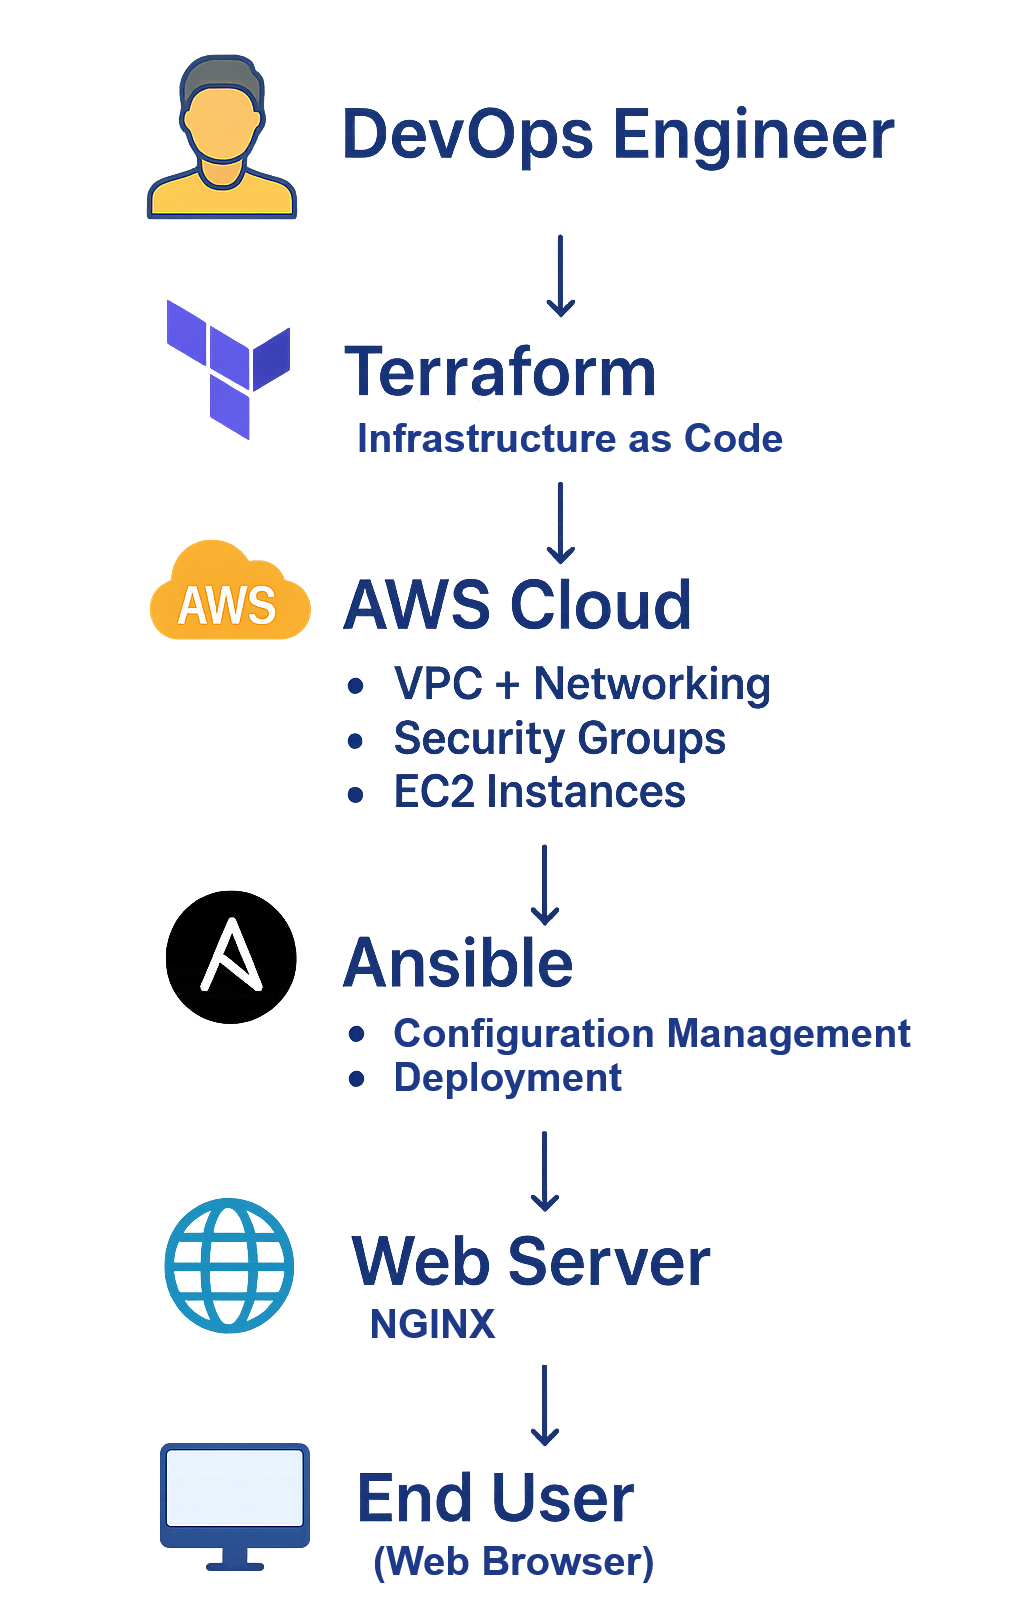 DevOps Engineer
Terraform
Infrastructure as Code
AWS
AWS Cloud
• VPC + Networking
• Security Groups
• EC2 Instances
Ansible
• Configuration Management
• Deployment
Web Server
NGINX
End User
(Web Browser)